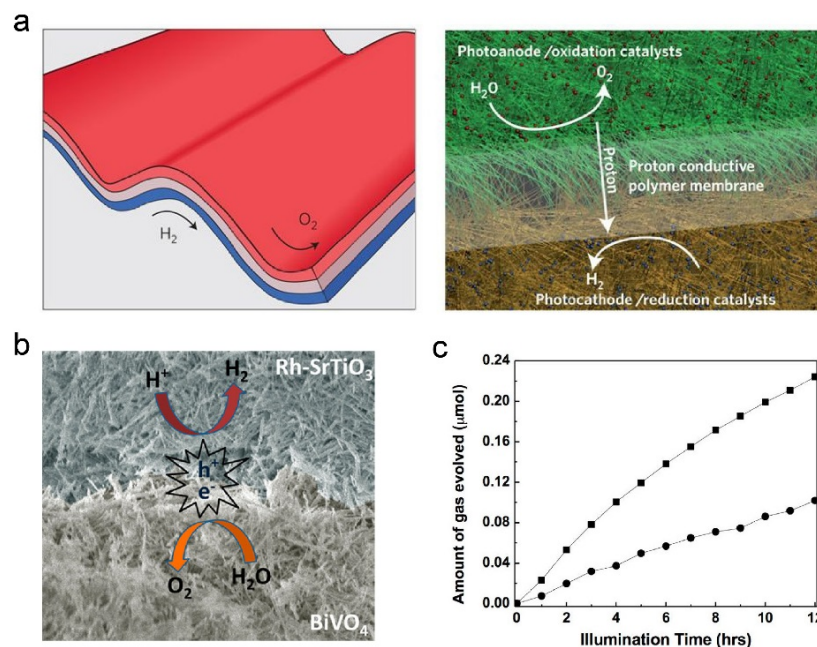 a
H2
O2
Photoanode /oxidation catalysts
O2
H2O
Proton
Proton conductive
polymer membrane
H2
Photocathode /reduction catalysts
b
Rh-SrTiO3
H+
H2
h+
e-
O2
H2O
BiVO4
c
Amount of gas evolved (μmol)
0.24
0.20
0.16
0.12
0.08
0.04
0.00
0 2 4 6 8 10 12
Illumination Time (hrs)